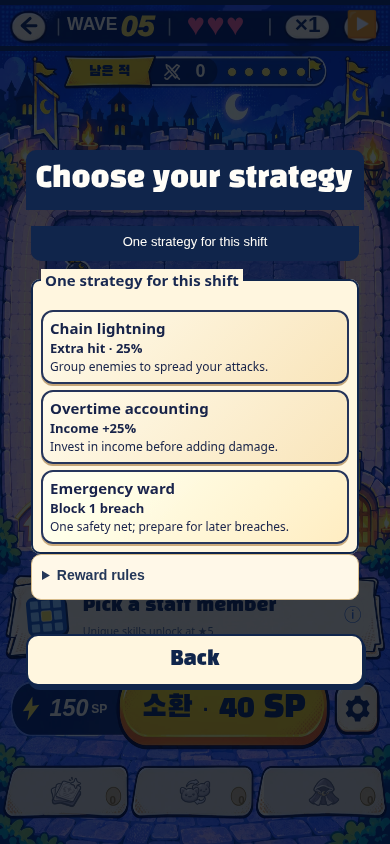 WAVE 05
×1
남은 적
0
Choose your strategy
One strategy for this shift
One strategy for this shift
Chain lightning
Extra hit · 25%
Group enemies to spread your attacks.
Overtime accounting
Income +25%
Invest in income before adding damage.
Emergency ward
Block 1 breach
One safety net; prepare for later breaches.
Reward rules
Pick a staff member
Unique skills unlock at ★5
Back
150 SP
소환 · 40 SP